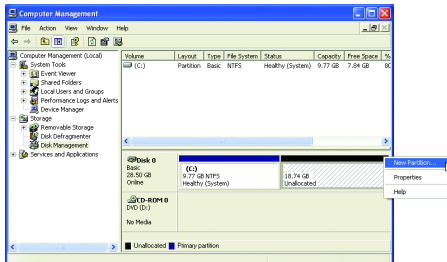 Computer Management
File Action View Window Help
Computer Management (Local)
System Tools
Event Viewer
Shared Folders
Local Users and Groups
Performance Logs and Alerts
Device Manager
Storage
Removable Storage
Disk Defragmenter
Disk Management
Services and Applications
Volume Layout Type File System Status Capacity Free Space %
(C:) Partition Basic NTFS Healthy (System) 9.77 GB 7.84 GB 80
Disk 0
Basic
28.50 GB
Online
(C:)
9.77 GB NTFS
Healthy (System)
18.74 GB
Unallocated
CD-ROM 0
DVD (D:)
No Media
Unallocated Primary partition
New Partition...
Properties
Help